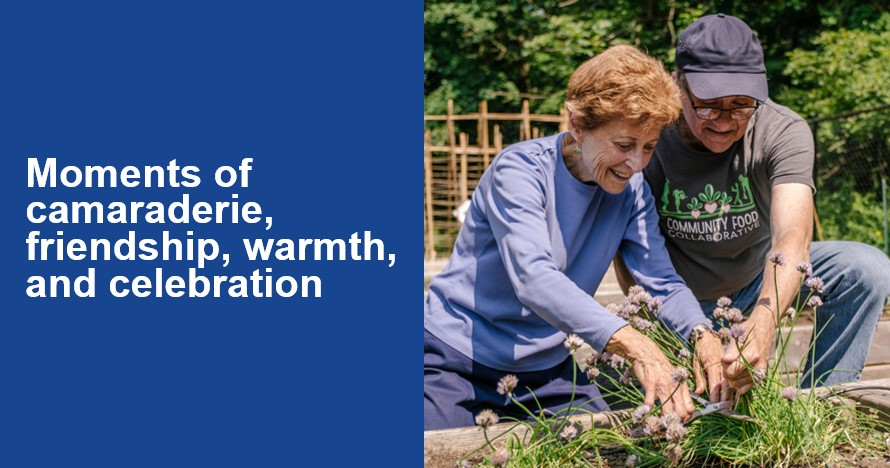 Moments of
camaraderie,
friendship, warmth,
and celebration
COMMUNITY FOOD
COLLABORATIVE